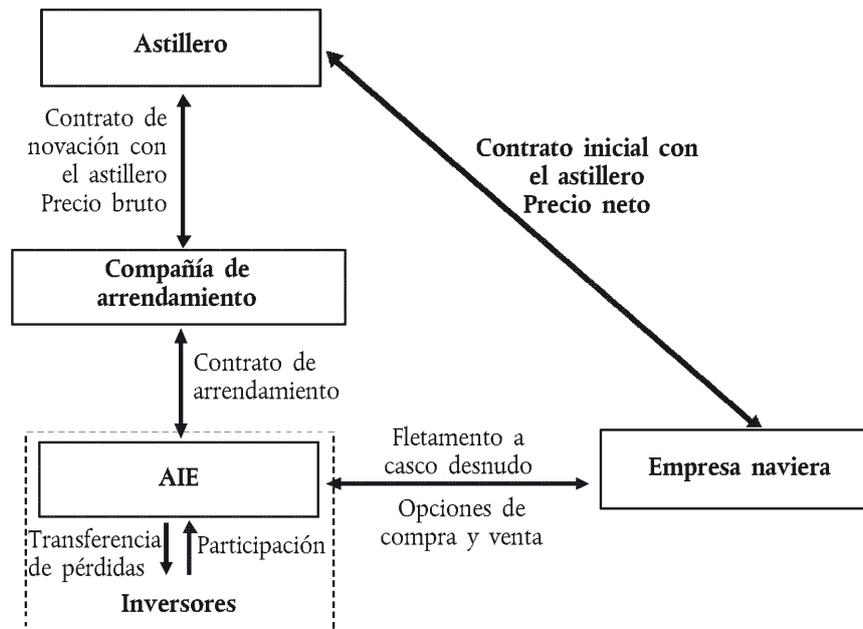 Astillero
Contrato de
novación con
el astillero
Precio bruto
Contrato inicial con
el astillero
Precio neto
Compañía de
arrendamiento
Contrato de
arrendamiento
AIE
Fletamento a
casco desnudo
Opciones de
compra y venta
Empresa naviera
Transferencia
de pérdidas
Participación
Inversores